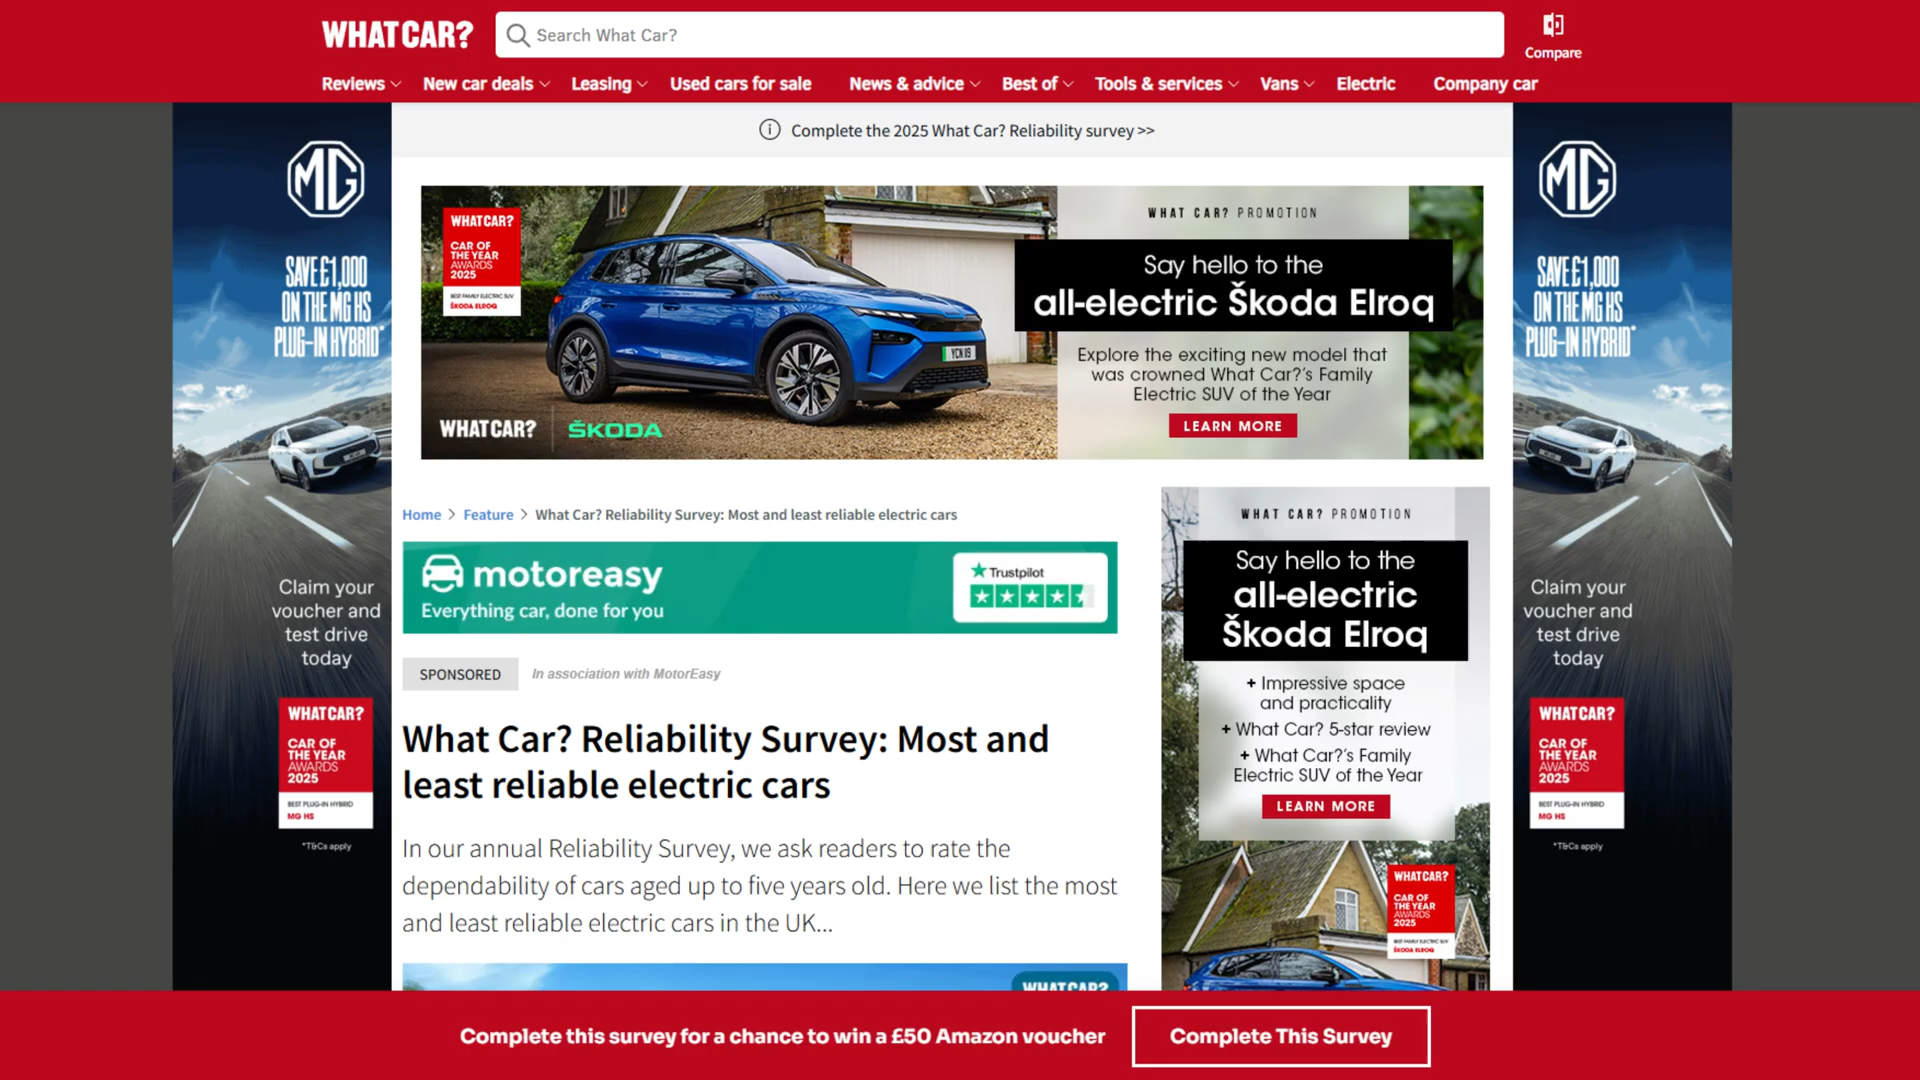 WHAT CAR?
Search What Car?
Compare
Reviews
New car deals
Leasing
Used cars for sale
News & advice
Best of
Tools & services
Vans
Electric
Company car
Complete the 2025 What Car? Reliability survey >>
MG
SAVE £1,000
ON THE MG HS
PLUG-IN HYBRID*
Claim your
voucher and
test drive
today
WHAT CAR?
CAR OF
THE YEAR
AWARDS
2025
BEST PLUG-IN HYBRID
MG HS
*T&Cs apply
WHAT CAR?
CAR OF
THE YEAR
AWARDS
2025
BEST FAMILY ELECTRIC SUV
ŠKODA ELROQ
WHAT CAR?
ŠKODA
YCN 119
WHAT CAR? PROMOTION
Say hello to the
all-electric Škoda Elroq
Explore the exciting new model that
was crowned What Car?'s Family
Electric SUV of the Year
LEARN MORE
Home > Feature > What Car? Reliability Survey: Most and least reliable electric cars
motoreasy
Everything car, done for you
Trustpilot
SPONSORED
In association with MotorEasy
What Car? Reliability Survey: Most and
least reliable electric cars
In our annual Reliability Survey, we ask readers to rate the
dependability of cars aged up to five years old. Here we list the most
and least reliable electric cars in the UK...
WHAT CAR?
WHAT CAR? PROMOTION
Say hello to the
all-electric
Škoda Elroq
+ Impressive space
and practicality
+ What Car? 5-star review
+ What Car?'s Family
Electric SUV of the Year
LEARN MORE
WHAT CAR?
CAR OF
THE YEAR
AWARDS
2025
BEST FAMILY ELECTRIC SUV
ŠKODA ELROQ
MG
SAVE £1,000
ON THE MG HS
PLUG-IN HYBRID*
Claim your
voucher and
test drive
today
WHAT CAR?
CAR OF
THE YEAR
AWARDS
2025
BEST PLUG-IN HYBRID
MG HS
*T&Cs apply
Complete this survey for a chance to win a £50 Amazon voucher
Complete This Survey